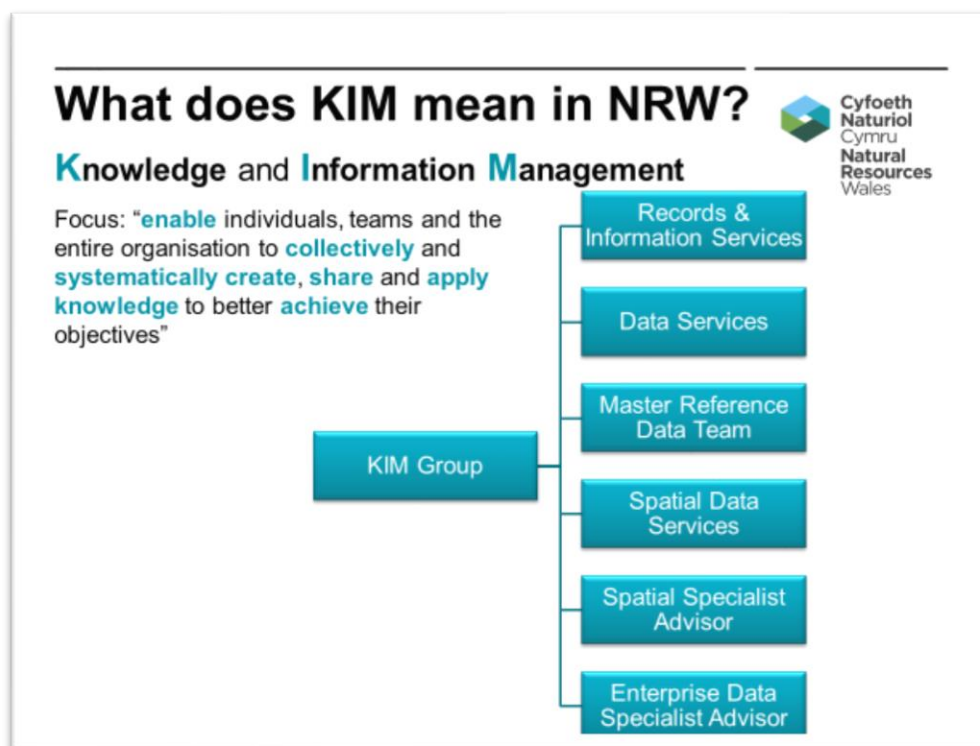 What does KIM mean in NRW?
Cyfoeth
Naturiol
Cymru
Natural
Resources
Wales
Knowledge and Information Management
Focus: “enable individuals, teams and the
entire organisation to collectively and
systematically create, share and apply
knowledge to better achieve their
objectives”
KIM Group
Records &
Information Services
Data Services
Master Reference
Data Team
Spatial Data
Services
Spatial Specialist
Advisor
Enterprise Data
Specialist Advisor